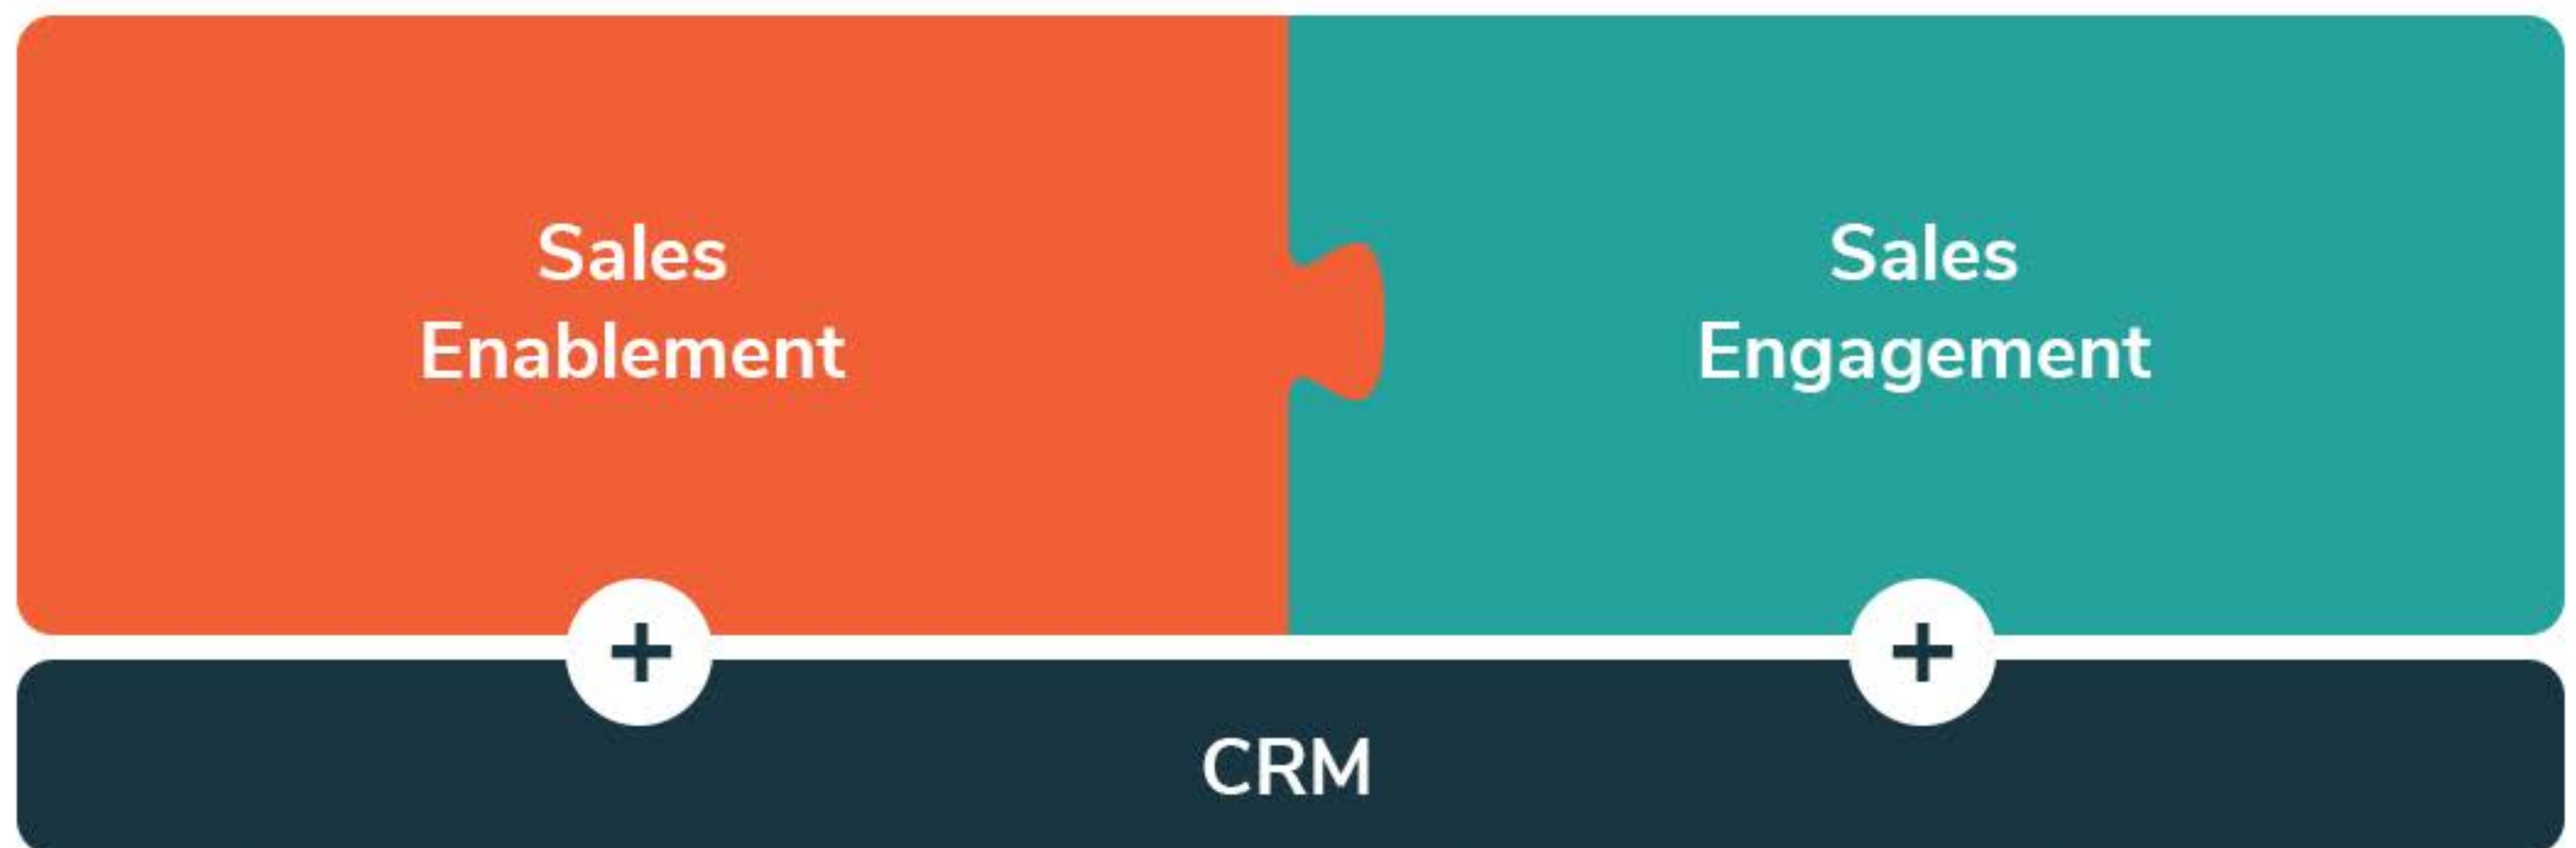 Sales
Enablement
Sales
Engagement
+
+
CRM